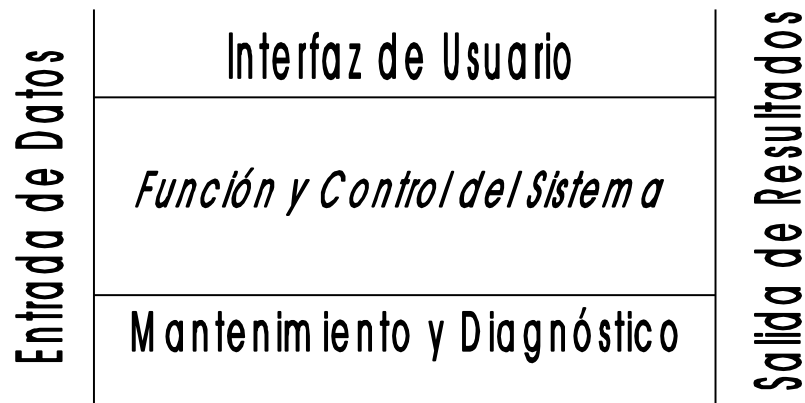 Entrada de Datos
Interfaz de Usuario
Función y Control del Sistema
Mantenimiento y Diagnóstico
Salida de Resultados